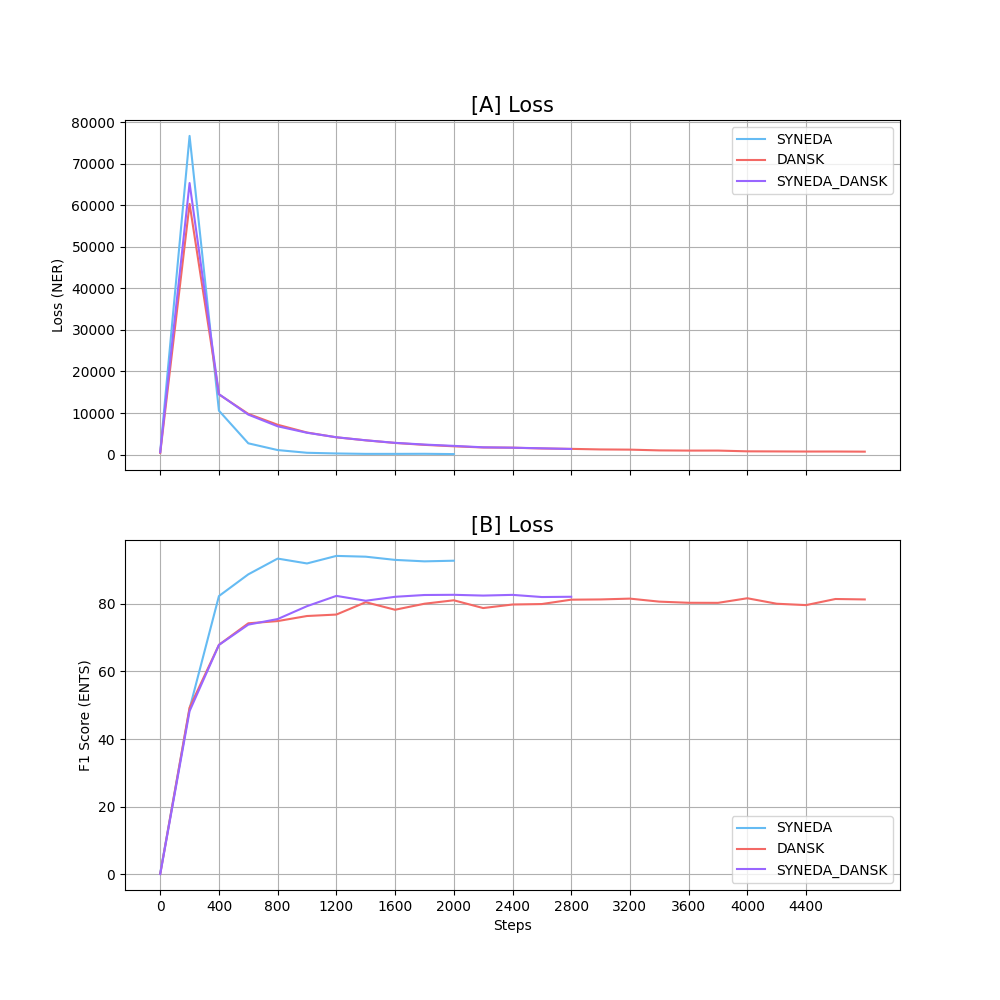 [A] Loss
80000
70000
60000
50000
40000
30000
20000
10000
0
Loss (NER)
SYNEDA
DANSK
SYNEDA_DANSK
[B] Loss
80
60
40
20
0
F1 Score (ENTS)
SYNEDA
DANSK
SYNEDA_DANSK
0 400 800 1200 1600 2000 2400 2800 3200 3600 4000 4400
Steps